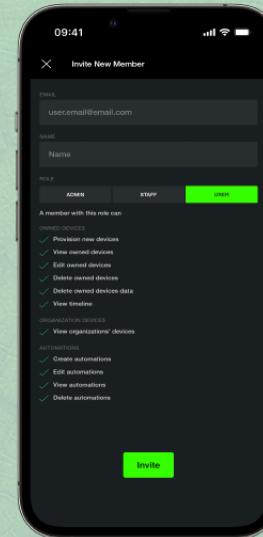 09:41
Invite New Member
EMAIL
user.email@email.com
NAME
Name
ROLE
ADMIN
STAFF
USER
A member with this role can
OWNED DEVICES
Provision new devices
View owned devices
Edit owned devices
Delete owned devices
Delete owned devices data
View timeline
ORGANIZATION DEVICES
View organizations' devices
AUTOMATIONS
Create automations
Edit automations
View automations
Delete automations
Invite